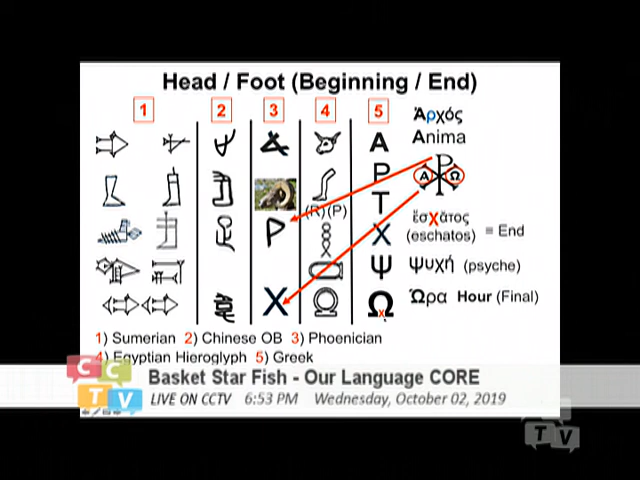 Head / Foot (Beginning / End)
1 2 3 4 5
Ἀρχός
Anima
A
P
(R) (P)
T
A Ω
P
ἔσχᾰτος
(eschatos) = End
X
Ψ
Ψυχή (psyche)
X
Ω
x
Ὥρα Hour (Final)
1) Sumerian 2) Chinese OB 3) Phoenician
4) Egyptian Hieroglyph 5) Greek
CCTV
Basket Star Fish - Our Language CORE
LIVE ON CCTV 6:53 PM Wednesday, October 02, 2019
TV